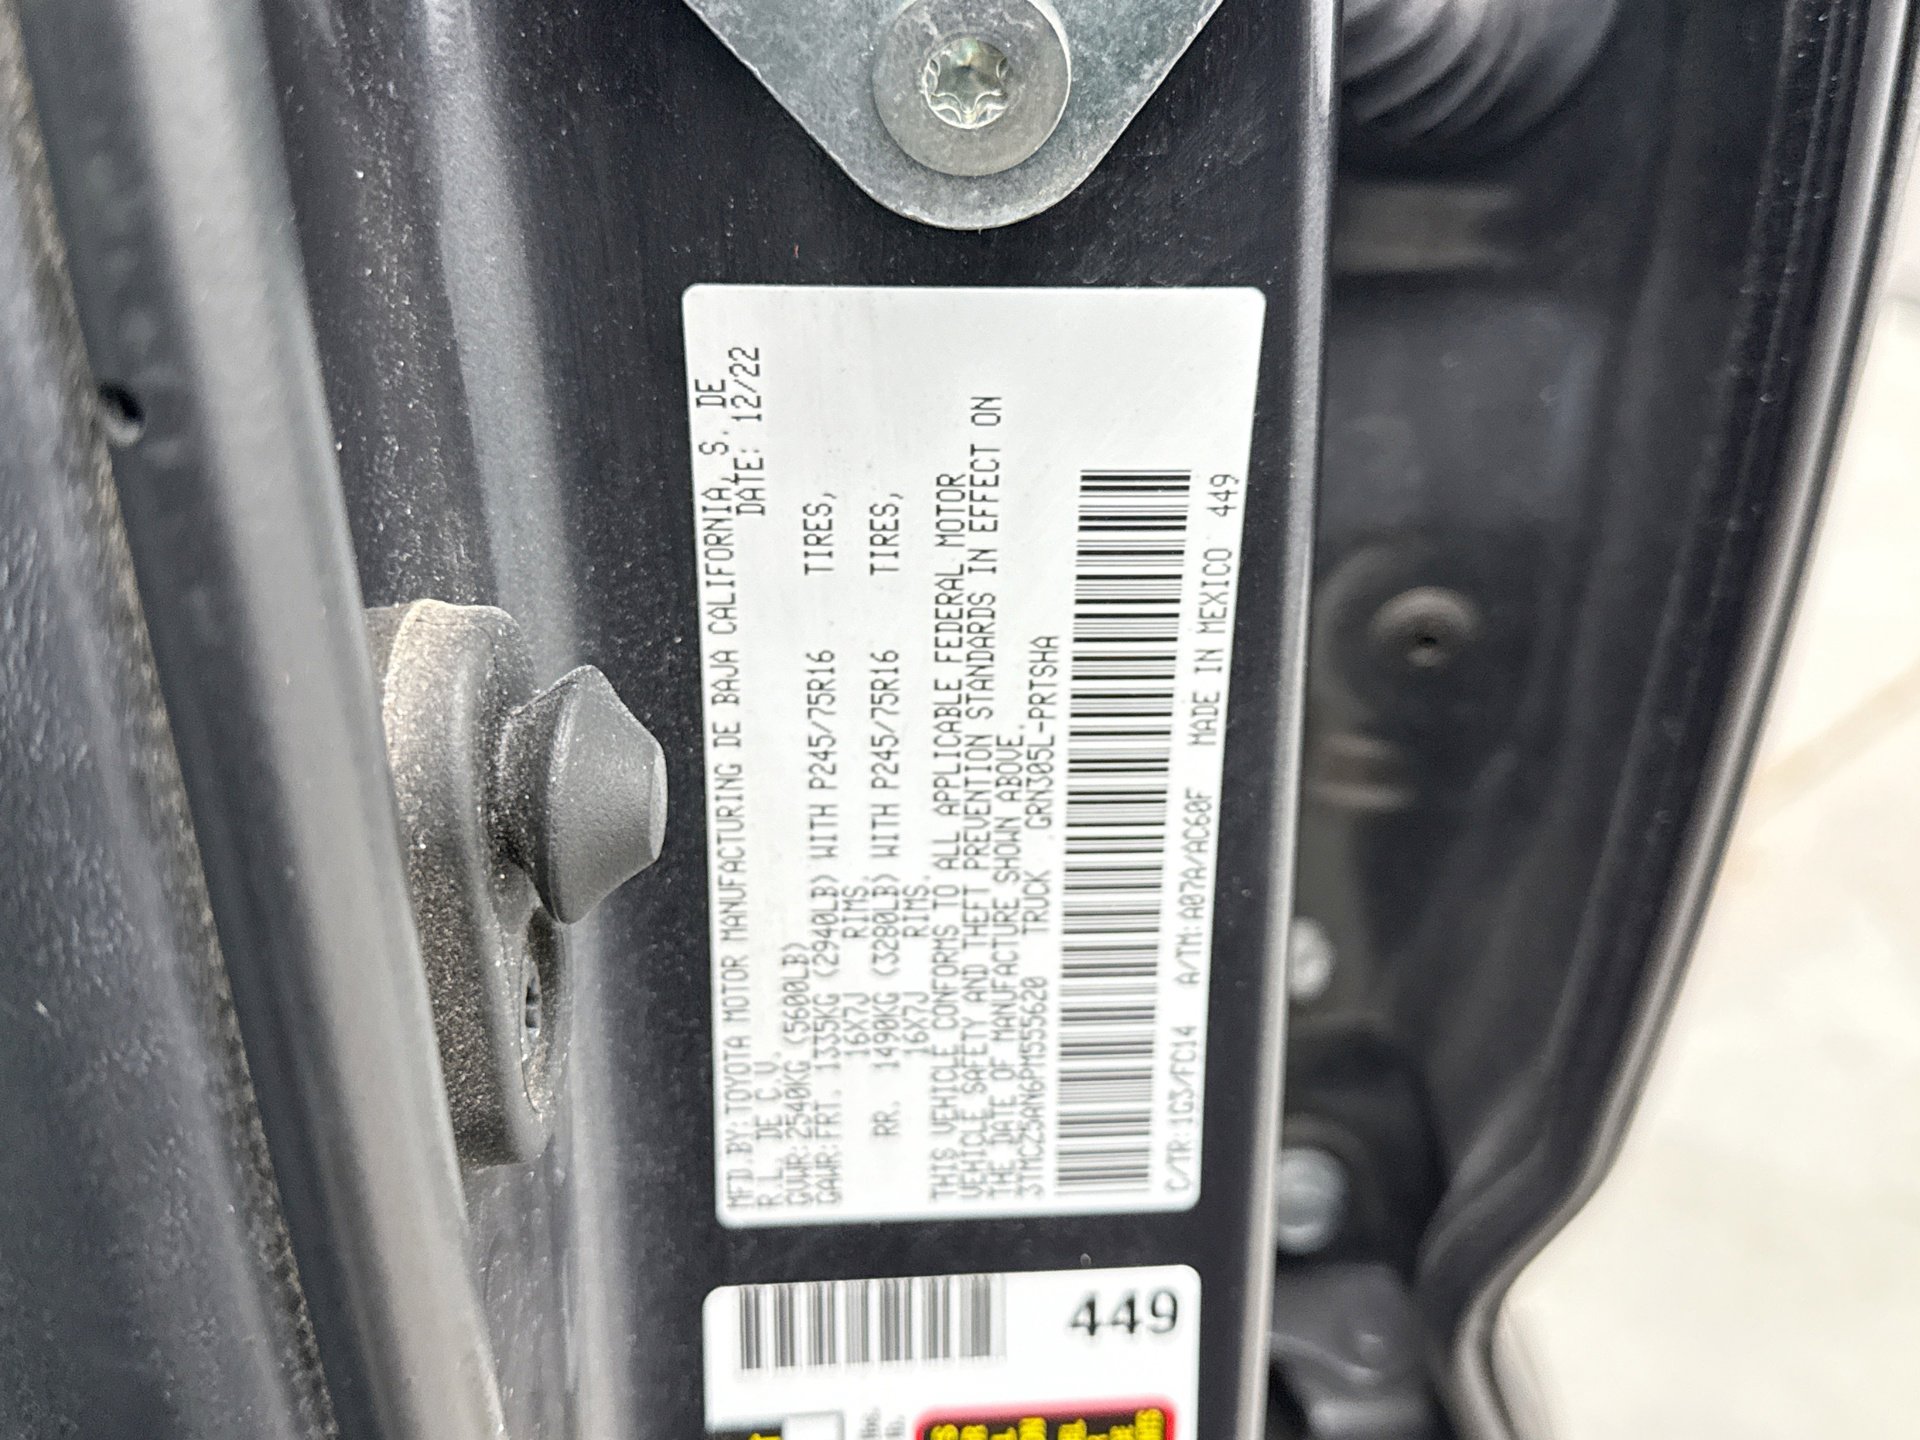 MFD.BY:TOYOTA MOTOR MANUFACTURING DE BAJA CALIFORNIA, S. DE
R.L. DE C.V. DATE: 12/22
GVWR:2540KG (5600LB)
GAWR:FRT. 1335KG (2940LB) WITH P245/75R16 TIRES,
16X7J RIMS,
RR. 1490KG (3280LB) WITH P245/75R16 TIRES,
16X7J RIMS.
THIS VEHICLE CONFORMS TO ALL APPLICABLE FEDERAL MOTOR
VEHICLE SAFETY AND THEFT PREVENTION STANDARDS IN EFFECT ON
THE DATE OF MANUFACTURE SHOWN ABOVE.
3TMCZ5AN6PM555620 TRUCK GRN305L-PRTSHA
C/TR:1G3/FC14 A/TM:A07A/AC60F MADE IN MEXICO 449
449